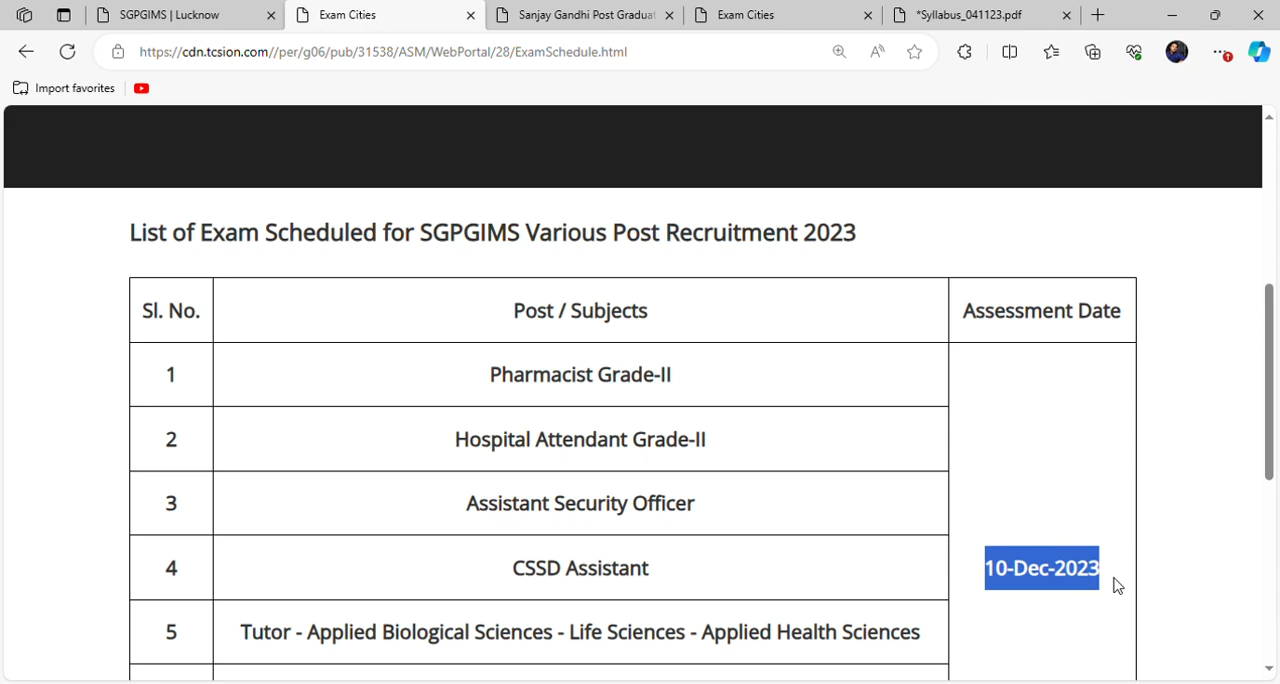 SGPGIMS | Lucknow
Exam Cities
Sanjay Gandhi Post Graduat
Exam Cities
*Syllabus_041123.pdf
https://cdn.tcsion.com//per/g06/pub/31538/ASM/WebPortal/28/ExamSchedule.html
Import favorites
List of Exam Scheduled for SGPGIMS Various Post Recruitment 2023
Sl. No. Post / Subjects Assessment Date
1 Pharmacist Grade-II
2 Hospital Attendant Grade-II
3 Assistant Security Officer
4 CSSD Assistant 10-Dec-2023
5 Tutor - Applied Biological Sciences - Life Sciences - Applied Health Sciences